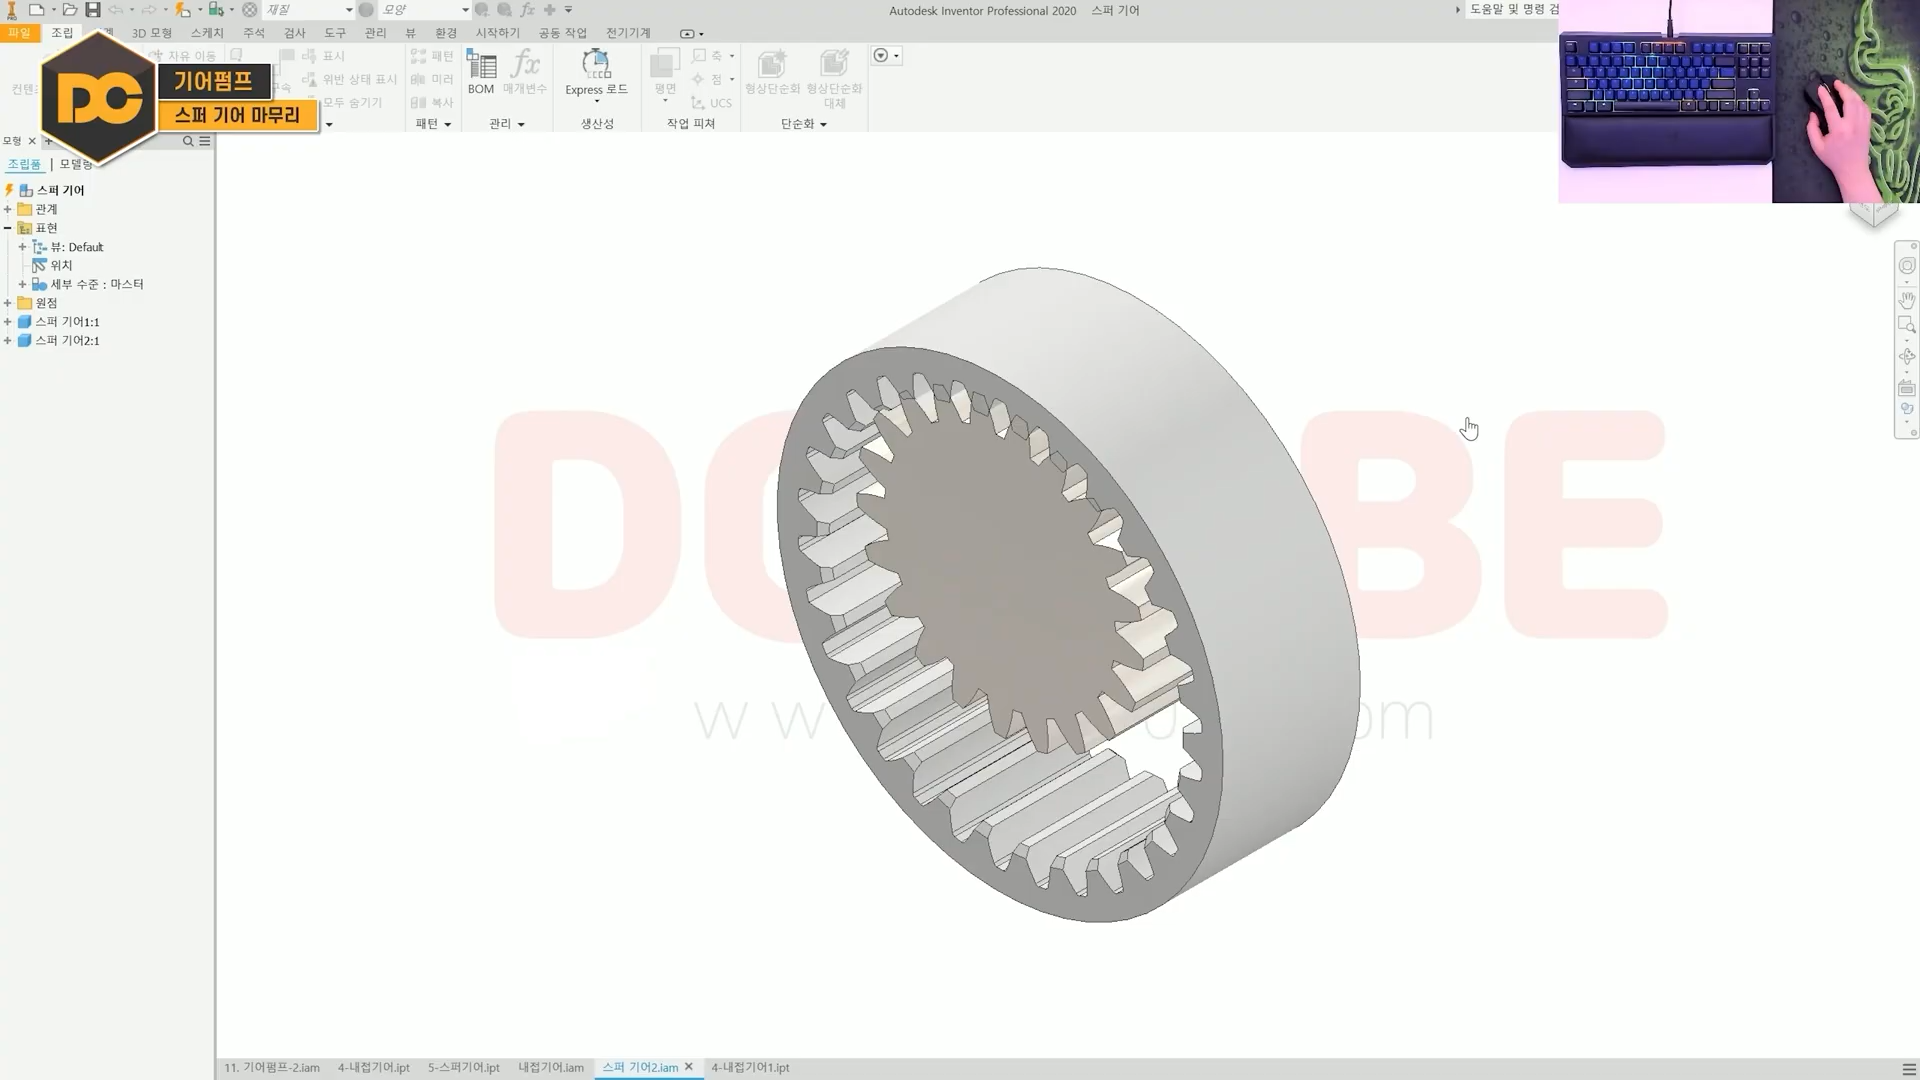 Autodesk Inventor Professional 2020 스퍼 기어
재질
모양
도움말 및 명령 검
파일
조립
3D 모형
스케치
주석
검사
도구
관리
뷰
환경
시작하기
공동 작업
전기기계
DC
기어펌프
스퍼 기어 마무리
자유 이동
표시
위반 상태 표시
모두 숨기기
패턴
미러
복사
패턴
BOM
매개변수
관리
Express 로드
생산성
평면
축
점
UCS
작업 피쳐
형상단순화
형상단순화 대체
단순화
모형
조립품 | 모델링
스퍼 기어
관계
표현
뷰: Default
위치
세부 수준 : 마스터
원점
스퍼 기어1:1
스퍼 기어2:1
11. 기어펌프-2.iam
4-내접기어.ipt
5-스퍼기어.ipt
내접기어.iam
스퍼 기어2.iam
4-내접기어1.ipt